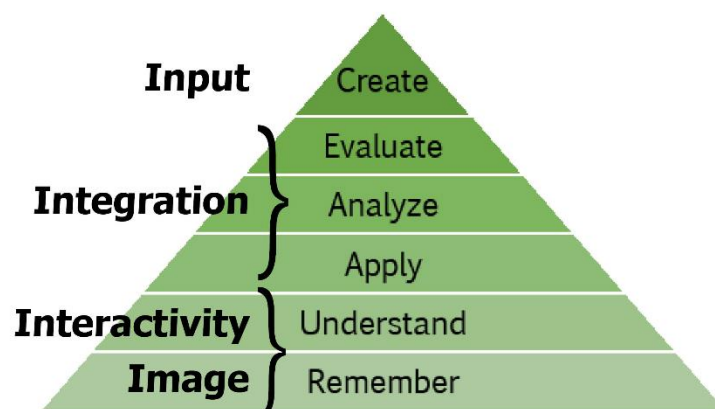 Input
Create
Evaluate
Integration
Analyze
Apply
Interactivity
Understand
Image
Remember